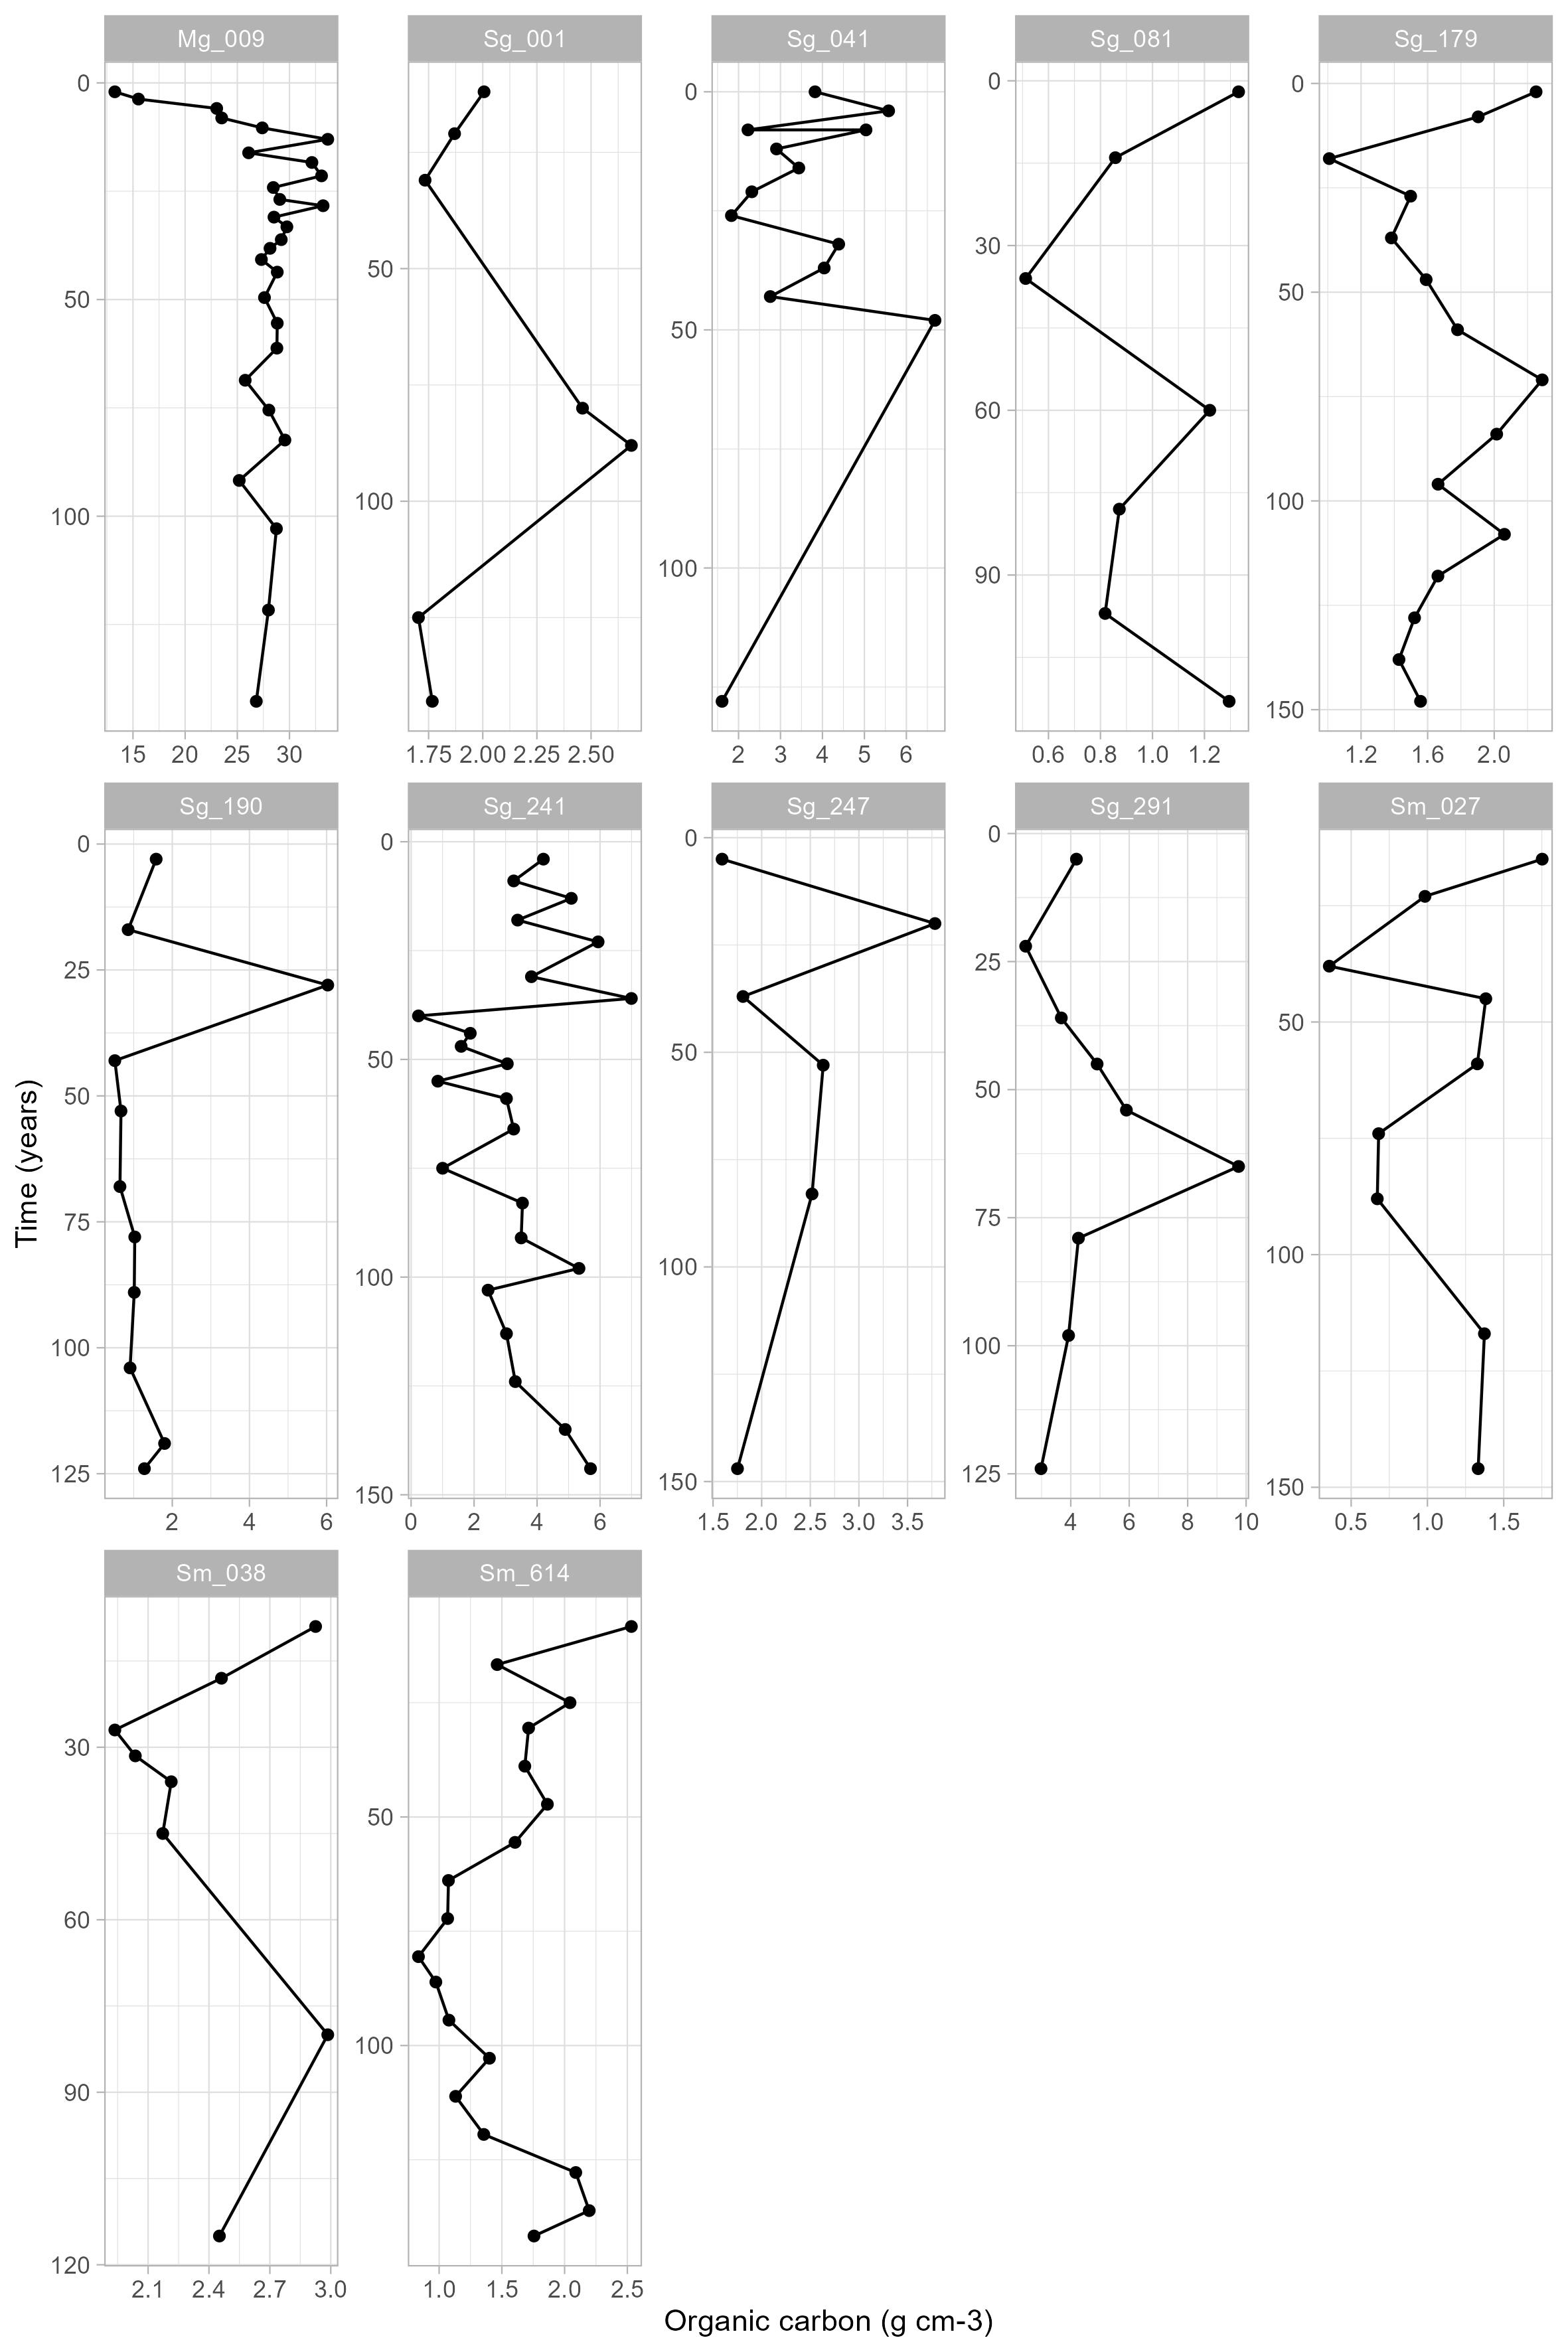 Mg_009 Sg_001 Sg_041 Sg_081 Sg_179
0 50 100
50 100
0 50 100
0 30 60 90
0 50 100 150
15 20 25 30
1.75 2.00 2.25 2.50
2 3 4 5 6
0.6 0.8 1.0 1.2
1.2 1.6 2.0
Sg_190 Sg_241 Sg_247 Sg_291 Sm_027
0 25 50 75 100 125
0 50 100 150
0 50 100 150
0 25 50 75 100 125
50 100 150
2 4 6
0 2 4 6
1.5 2.0 2.5 3.0 3.5
4 6 8 10
0.5 1.0 1.5
Sm_038 Sm_614
30 60 90 120
50 100
2.1 2.4 2.7 3.0
1.0 1.5 2.0 2.5
Time (years)
Organic carbon (g cm-3)